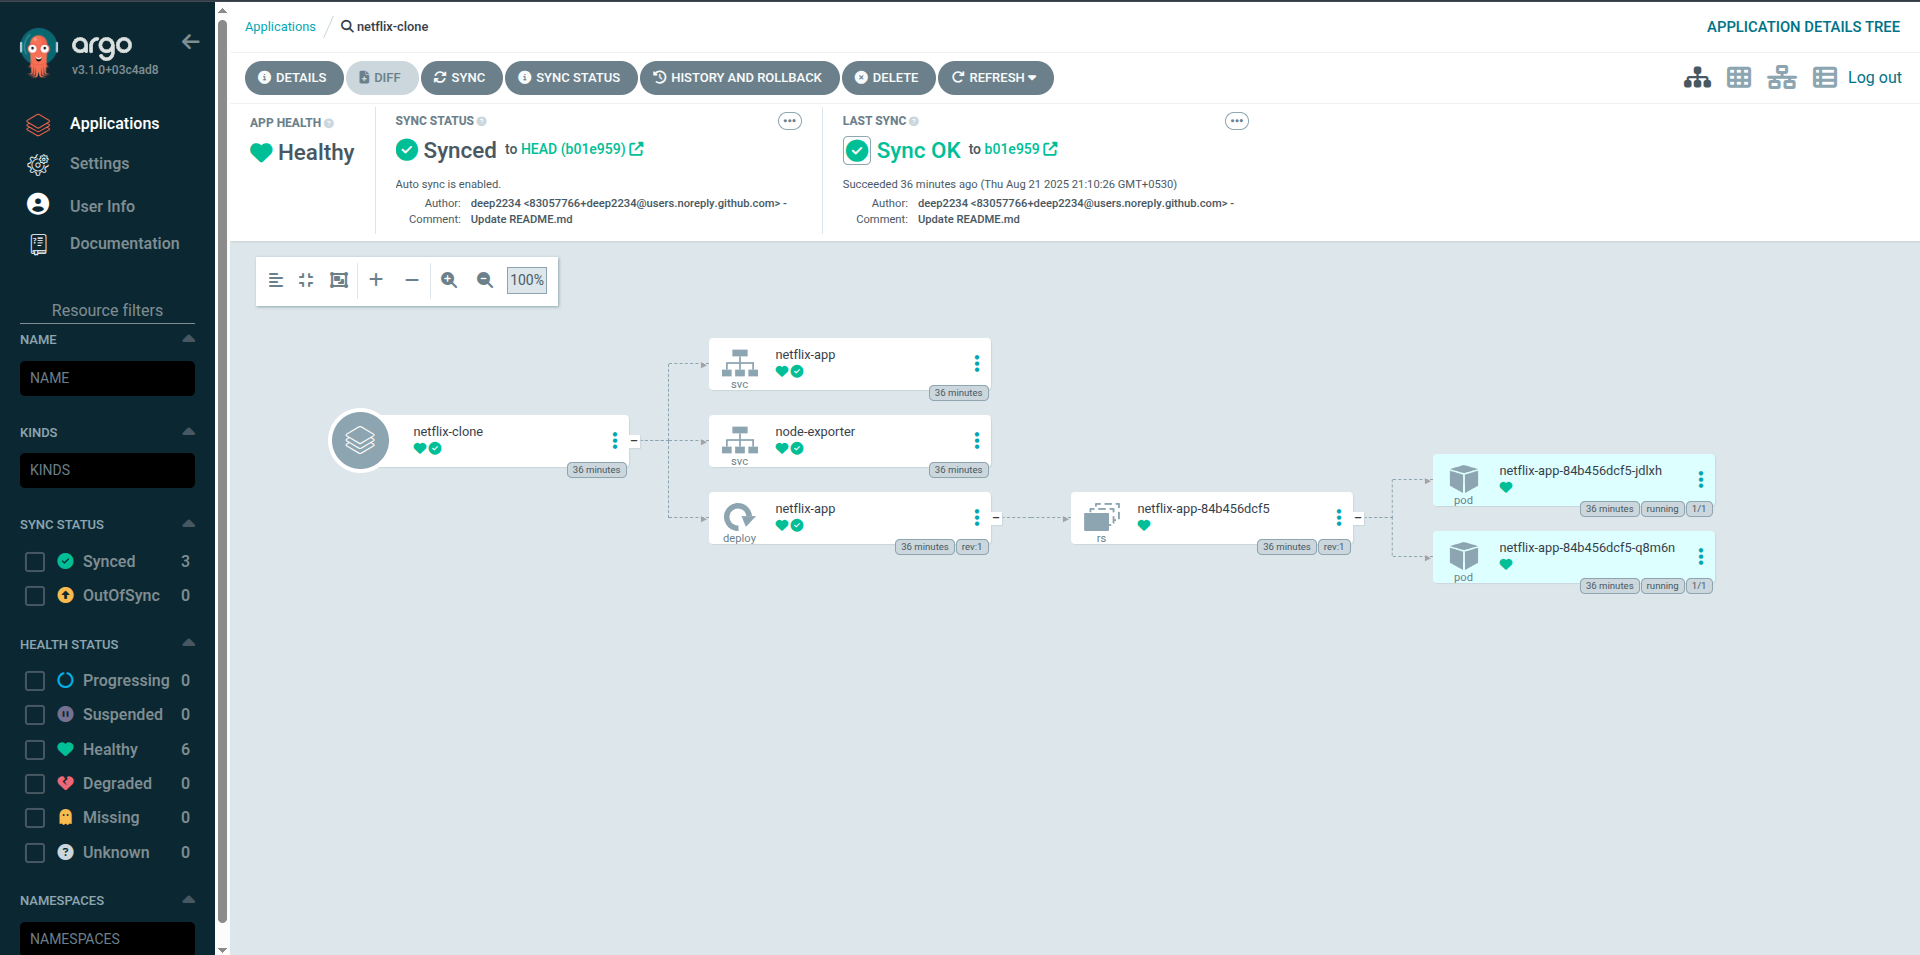 argo
v3.1.0+03c4ad8
Applications
Settings
User Info
Documentation
Resource filters
NAME
NAME
KINDS
KINDS
SYNC STATUS
Synced 3
OutOfSync 0
HEALTH STATUS
Progressing 0
Suspended 0
Healthy 6
Degraded 0
Missing 0
Unknown 0
NAMESPACES
NAMESPACES
Applications / netflix-clone
APPLICATION DETAILS TREE
DETAILS DIFF SYNC SYNC STATUS HISTORY AND ROLLBACK DELETE REFRESH
Log out
APP HEALTH
Healthy
SYNC STATUS
Synced to HEAD (b01e959)
Auto sync is enabled.
Author: deep2234 <83057766+deep2234@users.noreply.github.com> -
Comment: Update README.md
LAST SYNC
Sync OK to b01e959
Succeeded 36 minutes ago (Thu Aug 21 2025 21:10:26 GMT+0530)
Author: deep2234 <83057766+deep2234@users.noreply.github.com> -
Comment: Update README.md
100%
netflix-clone
36 minutes
netflix-app
svc
36 minutes
node-exporter
svc
36 minutes
netflix-app
deploy
36 minutes rev:1
netflix-app-84b456dcf5
rs
36 minutes rev:1
netflix-app-84b456dcf5-jdlxh
pod
36 minutes running 1/1
netflix-app-84b456dcf5-q8m6n
pod
36 minutes running 1/1